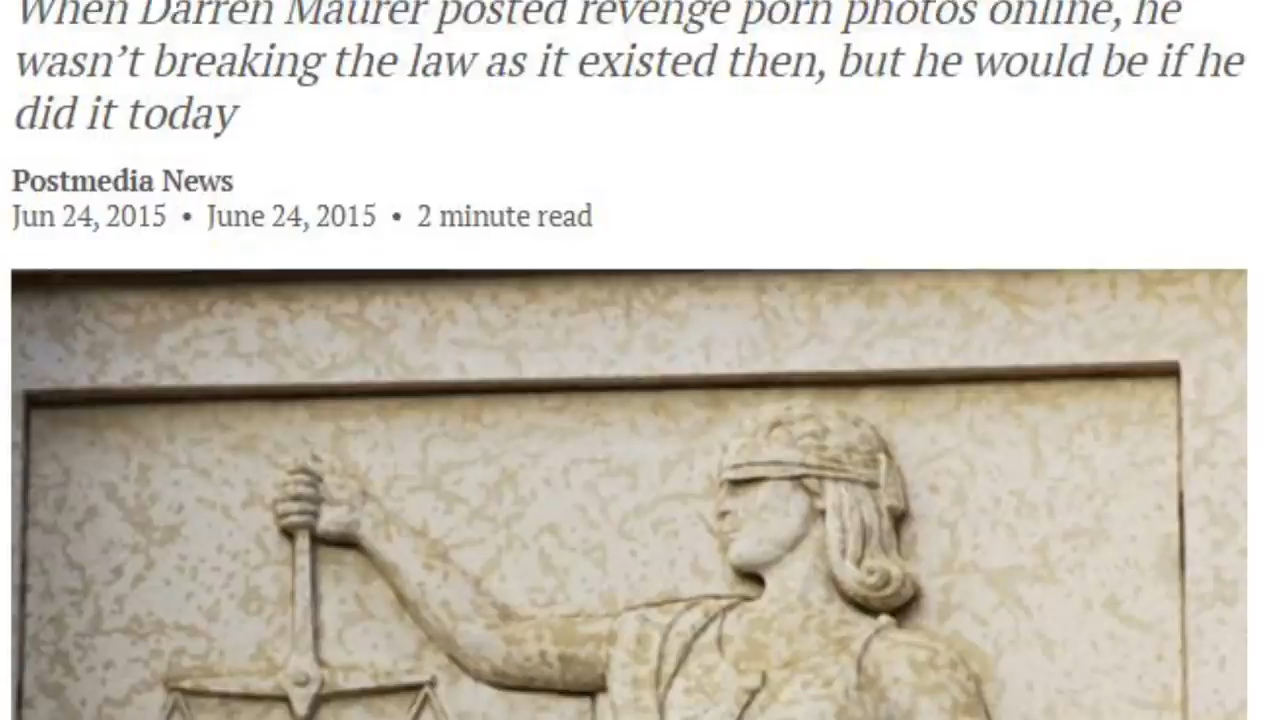 When Darren Maurer posted revenge porn photos online, he
wasn't breaking the law as it existed then, but he would be if he
did it today
Postmedia News
Jun 24, 2015 • June 24, 2015 • 2 minute read